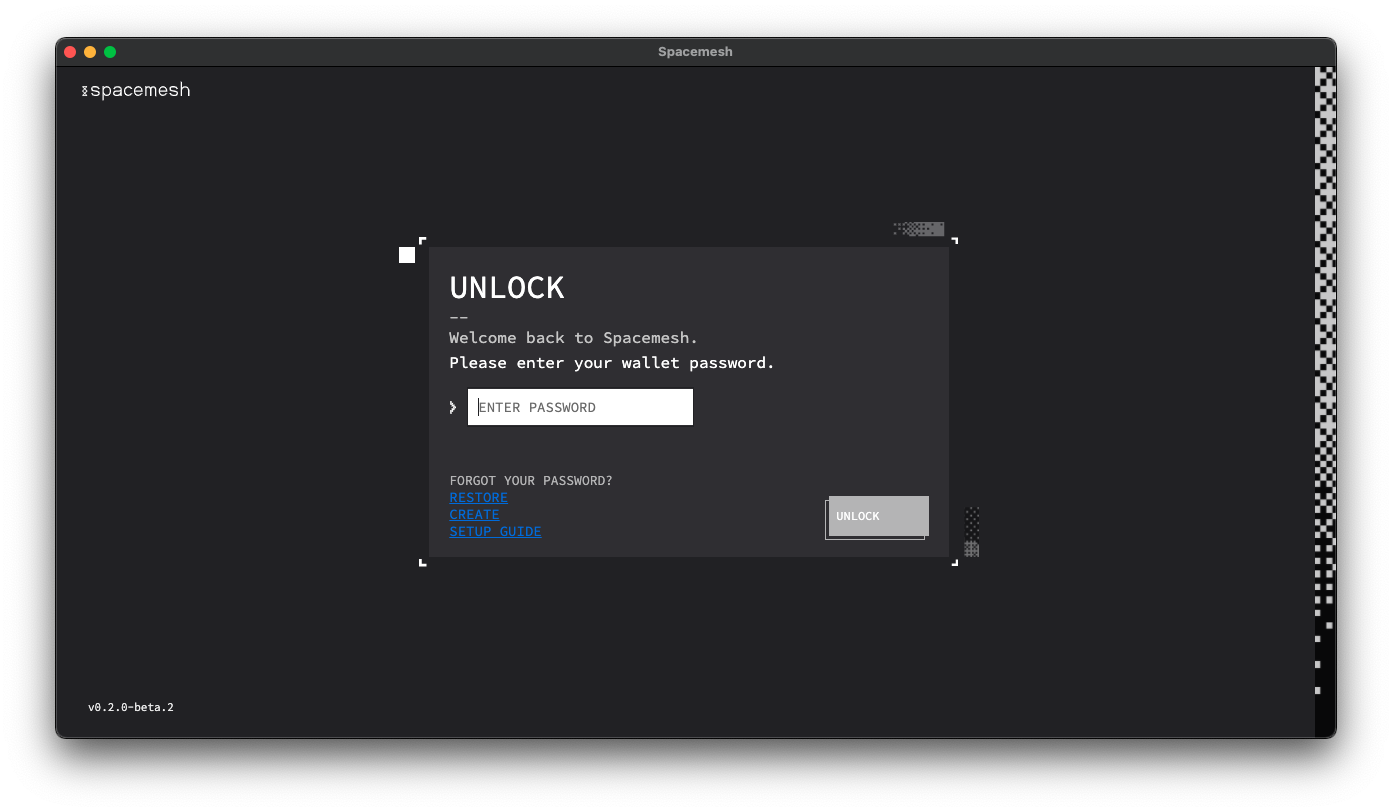 Spacemesh
spacemesh
UNLOCK
--
Welcome back to Spacemesh.
Please enter your wallet password.
ENTER PASSWORD
FORGOT YOUR PASSWORD?
RESTORE
CREATE
SETUP GUIDE
UNLOCK
v0.2.0-beta.2